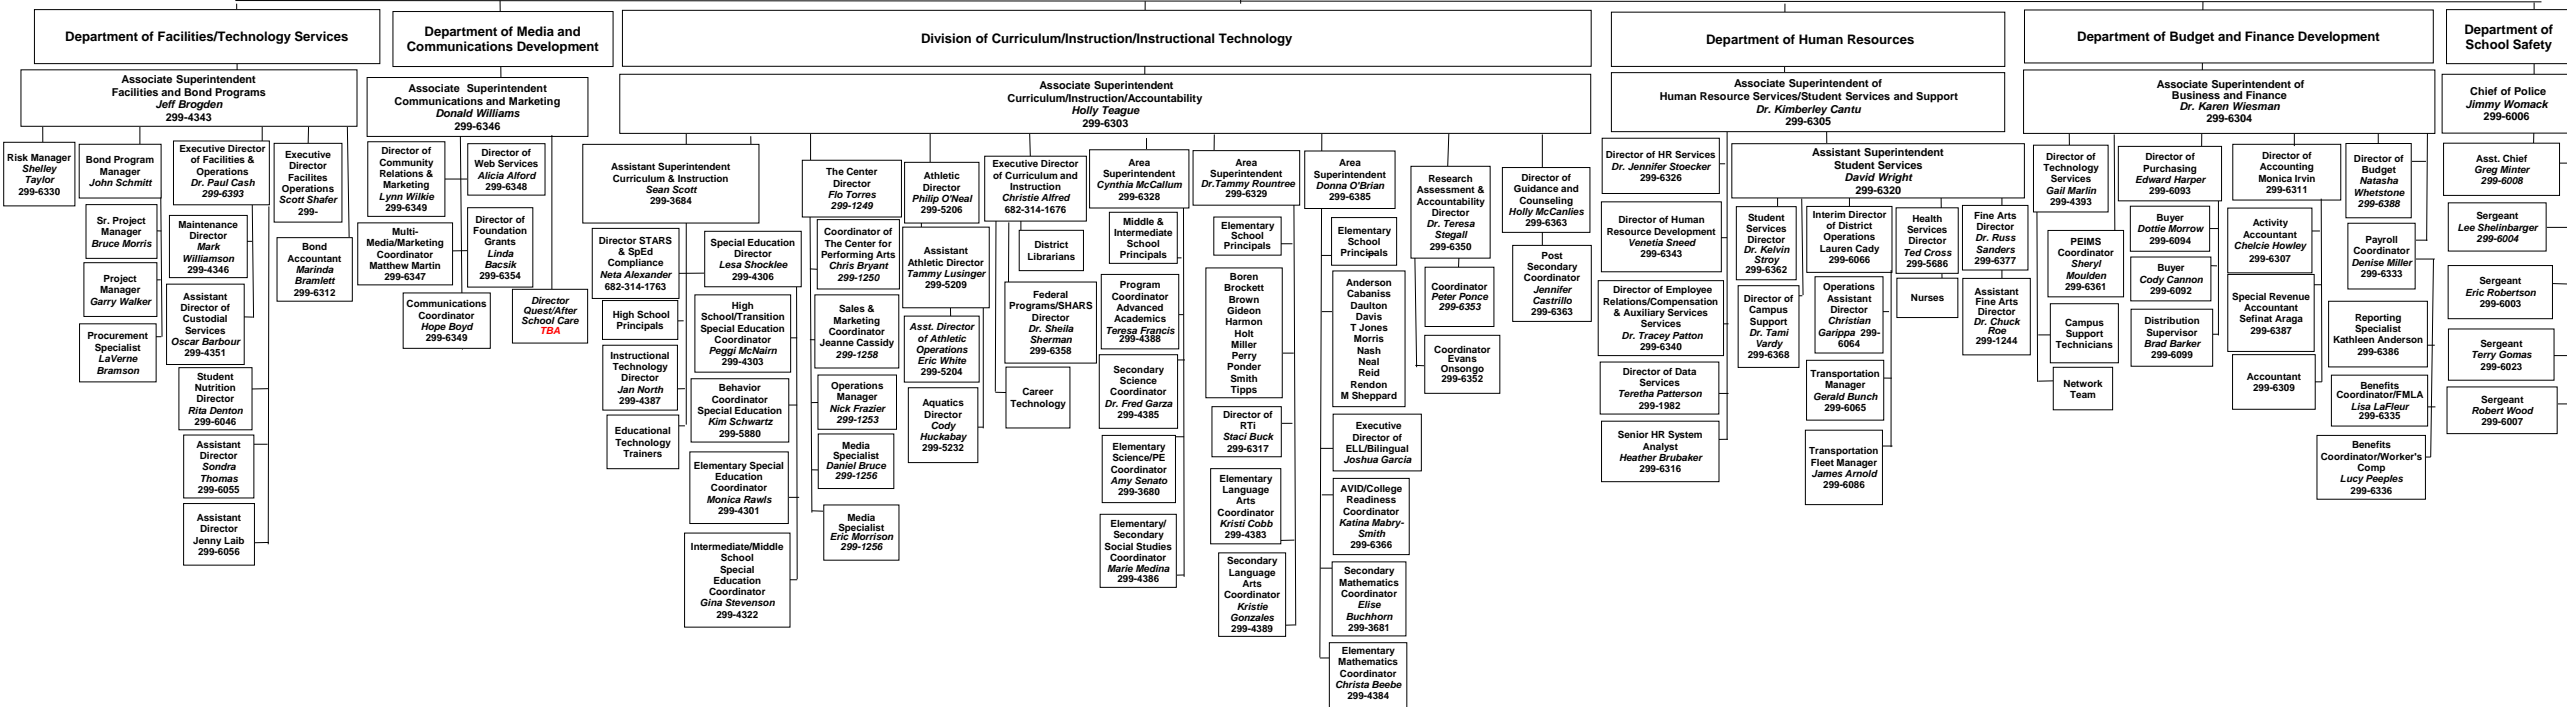 Department of Facilities/Technology Services
Associate Superintendent
Facilities and Bond Programs
Jeff Brogden
299-4343
Risk Manager
Shelley
Taylor
299-6330
Bond Program
Manager
John Schmitt
Sr. Project
Manager
Bruce Morris
Project
Manager
Garry Walker
Procurement
Specialist
LaVerne
Bramson
Executive Director
of Facilities &
Operations
Dr. Paul Cash
299-6393
Maintenance
Director
Mark
Williamson
299-4346
Assistant
Director of
Custodial
Services
Oscar Barbour
299-4351
Student
Nutrition
Director
Rita Denton
299-6046
Assistant
Director
Sondra
Thomas
299-6055
Assistant
Director
Jenny Laib
299-6056
Executive
Director
Facilites
Operations
Scott Shafer
299-
Bond
Accountant
Marinda
Bramlett
299-6312
Department of Media and
Communications Development
Associate Superintendent
Communications and Marketing
Donald Williams
299-6346
Director of
Community
Relations &
Marketing
Lynn Wilkie
299-6349
Multi-
Media/Marketing
Coordinator
Matthew Martin
299-6347
Communications
Coordinator
Hope Boyd
299-6349
Director of
Web Services
Alicia Alford
299-6348
Director of
Foundation
Grants
Linda
Bacsik
299-6354
Director
Quest/After
School Care
TBA
Division of Curriculum/Instruction/Instructional Technology
Associate Superintendent
Curriculum/Instruction/Accountability
Holly Teague
299-6303
Assistant Superintendent
Curriculum & Instruction
Sean Scott
299-3684
Director STARS
& SpEd
Compliance
Neta Alexander
682-314-1763
High School
Principals
Instructional
Technology
Director
Jan North
299-4387
Educational
Technology
Trainers
Special Education
Director
Lesa Shocklee
299-4306
High
School/Transition
Special Education
Coordinator
Peggi McNairn
299-4303
Behavior
Coordinator
Special Education
Kim Schwartz
299-5880
Elementary Special
Education
Coordinator
Monica Rawls
299-4301
Intermediate/Middle
School
Special
Education
Coordinator
Gina Stevenson
299-4322
The Center
Director
Flo Torres
299-1249
Coordinator of
The Center for
Performing Arts
Chris Bryant
299-1250
Sales &
Marketing
Coordinator
Jeanne Cassidy
299-1258
Operations
Manager
Nick Frazier
299-1253
Media
Specialist
Daniel Bruce
299-1256
Media
Specialist
Eric Morrison
299-1256
Athletic
Director
Philip O'Neal
299-5206
Assistant
Athletic Director
Tammy Lusinger
299-5209
Asst. Director
of Athletic
Operations
Eric White
299-5204
Aquatics
Director
Cody
Huckabay
299-5232
Executive Director
of Curriculum and
Instruction
Christie Alfred
682-314-1676
District
Librarians
Federal
Programs/SHARS
Director
Dr. Sheila
Sherman
299-6358
Career
Technology
Area
Superintendent
Cynthia McCallum
299-6328
Middle &
Intermediate
School
Principals
Program
Coordinator
Advanced
Academics
Teresa Francis
299-4388
Secondary
Science
Coordinator
Dr. Fred Garza
299-4385
Elementary
Science/PE
Coordinator
Amy Senato
299-3680
Elementary/
Secondary
Social Studies
Coordinator
Marie Medina
299-4386
Area
Superintendent
Dr.Tammy Rountree
299-6329
Elementary
School
Principals
Boren
Brockett
Brown
Gideon
Harmon
Holt
Miller
Perry
Ponder
Smith
Tipps
Director of
RTi
Staci Buck
299-6317
Elementary
Language
Arts
Coordinator
Kristi Cobb
299-4383
Secondary
Language
Arts
Coordinator
Kristie
Gonzales
299-4389
Area
Superintendent
Donna O'Brian
299-6385
Elementary
School
Principals
Anderson
Cabaniss
Daulton
Davis
T Jones
Morris
Nash
Neal
Reid
Rendon
M Sheppard
Executive
Director of
ELL/Bilingual
Joshua Garcia
AVID/College
Readiness
Coordinator
Katina Mabry-
Smith
299-6366
Secondary
Mathematics
Coordinator
Elise
Buchhorn
299-3681
Elementary
Mathematics
Coordinator
Christa Beebe
299-4384
Research
Assessment &
Accountability
Director
Dr. Teresa
Stegall
299-6350
Coordinator
Peter Ponce
299-6353
Coordinator
Evans
Onsongo
299-6352
Director of
Guidance and
Counseling
Holly McCanlies
299-6363
Post
Secondary
Coordinator
Jennifer
Castrillo
299-6363
Department of Human Resources
Associate Superintendent of
Human Resource Services/Student Services and Support
Dr. Kimberley Cantu
299-6305
Director of HR Services
Dr. Jennifer Stoecker
299-6326
Director of Human
Resource Development
Venetia Sneed
299-6343
Director of Employee
Relations/Compensation
& Auxiliary Services
Services
Dr. Tracey Patton
299-6340
Director of Data
Services
Teretha Patterson
299-1982
Senior HR System
Analyst
Heather Brubaker
299-6316
Assistant Superintendent
Student Services
David Wright
299-6320
Student
Services
Director
Dr. Kelvin
Stroy
299-6362
Director of
Campus
Support
Dr. Tami
Vardy
299-6368
Interim Director
of District
Operations
Lauren Cady
299-6066
Operations
Assistant
Director
Christian
Garippa 299-
6064
Transportation
Manager
Gerald Bunch
299-6065
Transportation
Fleet Manager
James Arnold
299-6086
Health
Services
Director
Ted Cross
299-5686
Nurses
Fine Arts
Director
Dr. Russ
Sanders
299-6377
Assistant
Fine Arts
Director
Dr. Chuck
Roe
299-1244
Department of Budget and Finance Development
Associate Superintendent of
Business and Finance
Dr. Karen Wiesman
299-6304
Director of
Technology
Services
Gail Marlin
299-4393
PEIMS
Coordinator
Sheryl
Moulden
299-6361
Campus
Support
Technicians
Network
Team
Director of
Purchasing
Edward Harper
299-6093
Buyer
Dottie Morrow
299-6094
Buyer
Cody Cannon
299-6092
Distribution
Supervisor
Brad Barker
299-6099
Director of
Accounting
Monica Irvin
299-6311
Activity
Accountant
Chelcie Howley
299-6307
Special Revenue
Accountant
Sefinat Araga
299-6387
Accountant
299-6309
Director of
Budget
Natasha
Whetstone
299-6388
Payroll
Coordinator
Denise Miller
299-6333
Reporting
Specialist
Kathleen Anderson
299-6386
Benefits
Coordinator/FMLA
Lisa LaFleur
299-6335
Benefits
Coordinator/Worker's
Comp
Lucy Peeples
299-6336
Department of
School Safety
Chief of Police
Jimmy Womack
299-6006
Asst. Chief
Greg Minter
299-6008
Sergeant
Lee Shelinbarger
299-6004
Sergeant
Eric Robertson
299-6003
Sergeant
Terry Gomas
299-6023
Sergeant
Robert Wood
299-6007